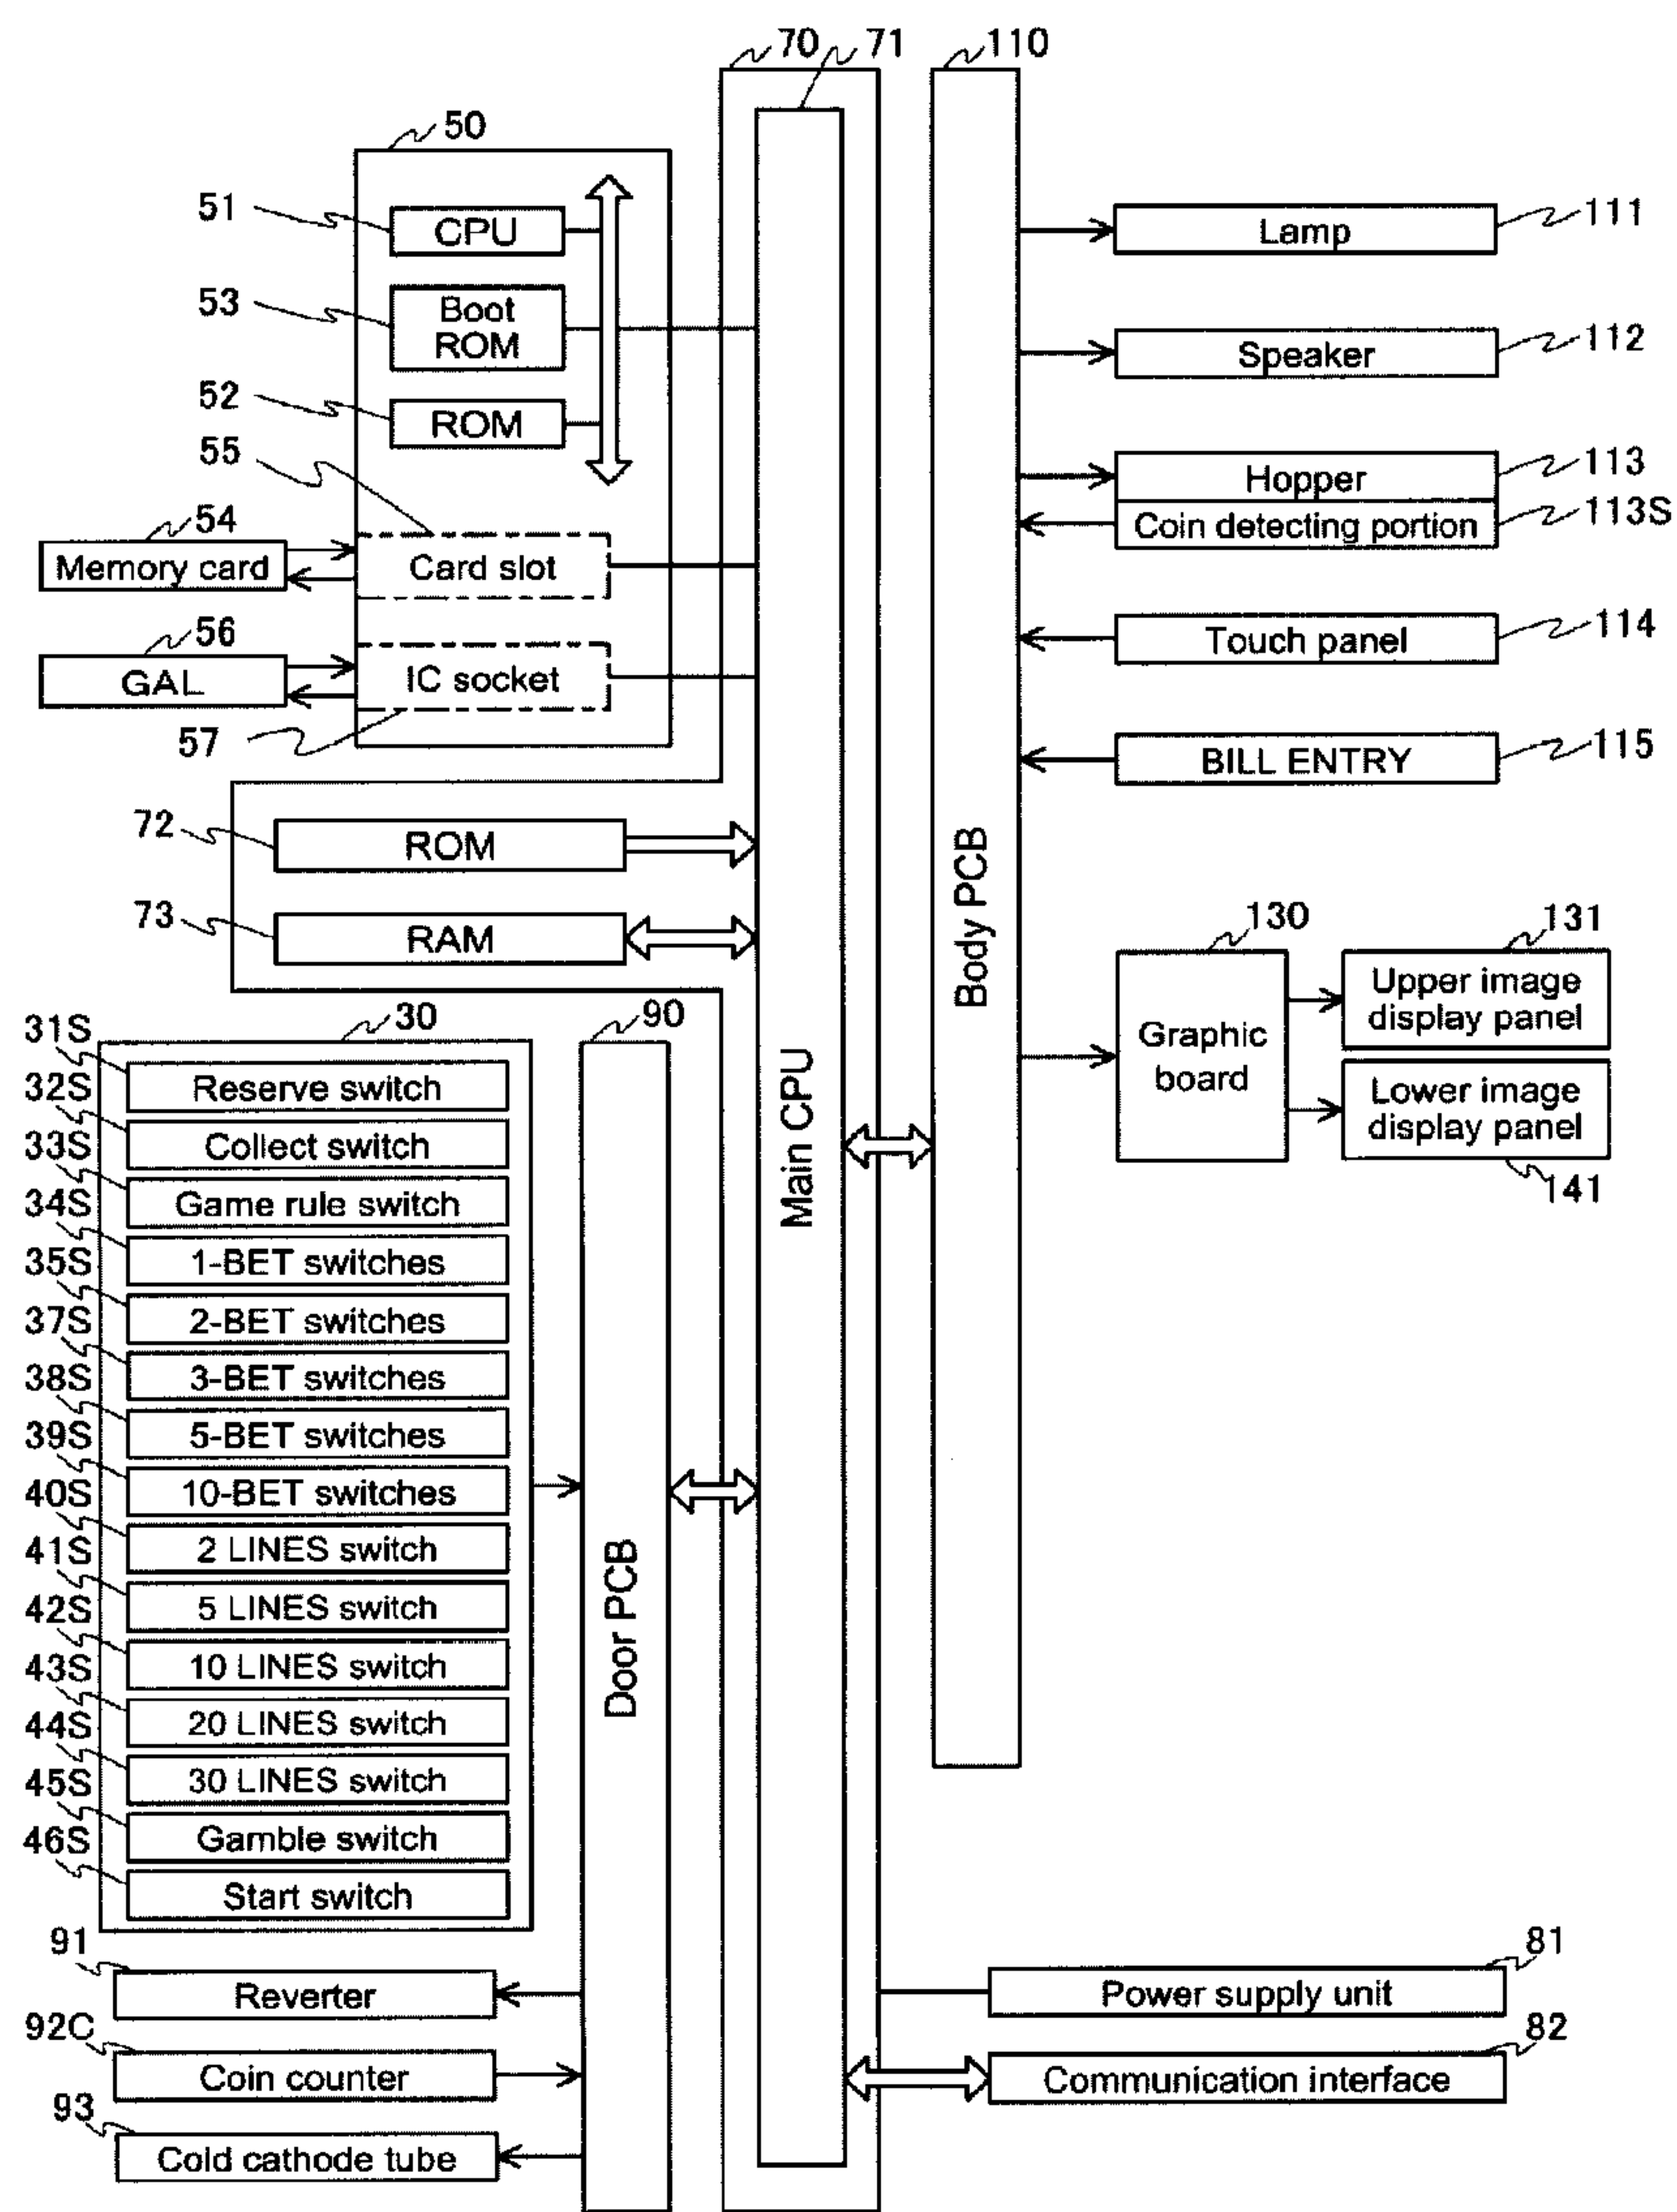 70
71
110
50
51
CPU
53
Boot
ROM
52
ROM
55
54
Memory card
Card slot
56
GAL
IC socket
57
72
ROM
73
RAM
Main CPU
Body PCB
Lamp
111
Speaker
112
Hopper
113
Coin detecting portion
113S
Touch panel
114
BILL ENTRY
115
130
Graphic
board
131
Upper image
display panel
Lower image
display panel
141
30
90
31S
Reserve switch
32S
Collect switch
33S
Game rule switch
34S
1-BET switches
35S
2-BET switches
37S
3-BET switches
38S
5-BET switches
39S
10-BET switches
40S
2 LINES switch
41S
5 LINES switch
42S
10 LINES switch
43S
20 LINES switch
44S
30 LINES switch
45S
Gamble switch
46S
Start switch
Door PCB
91
Reverter
92C
Coin counter
93
Cold cathode tube
81
Power supply unit
82
Communication interface